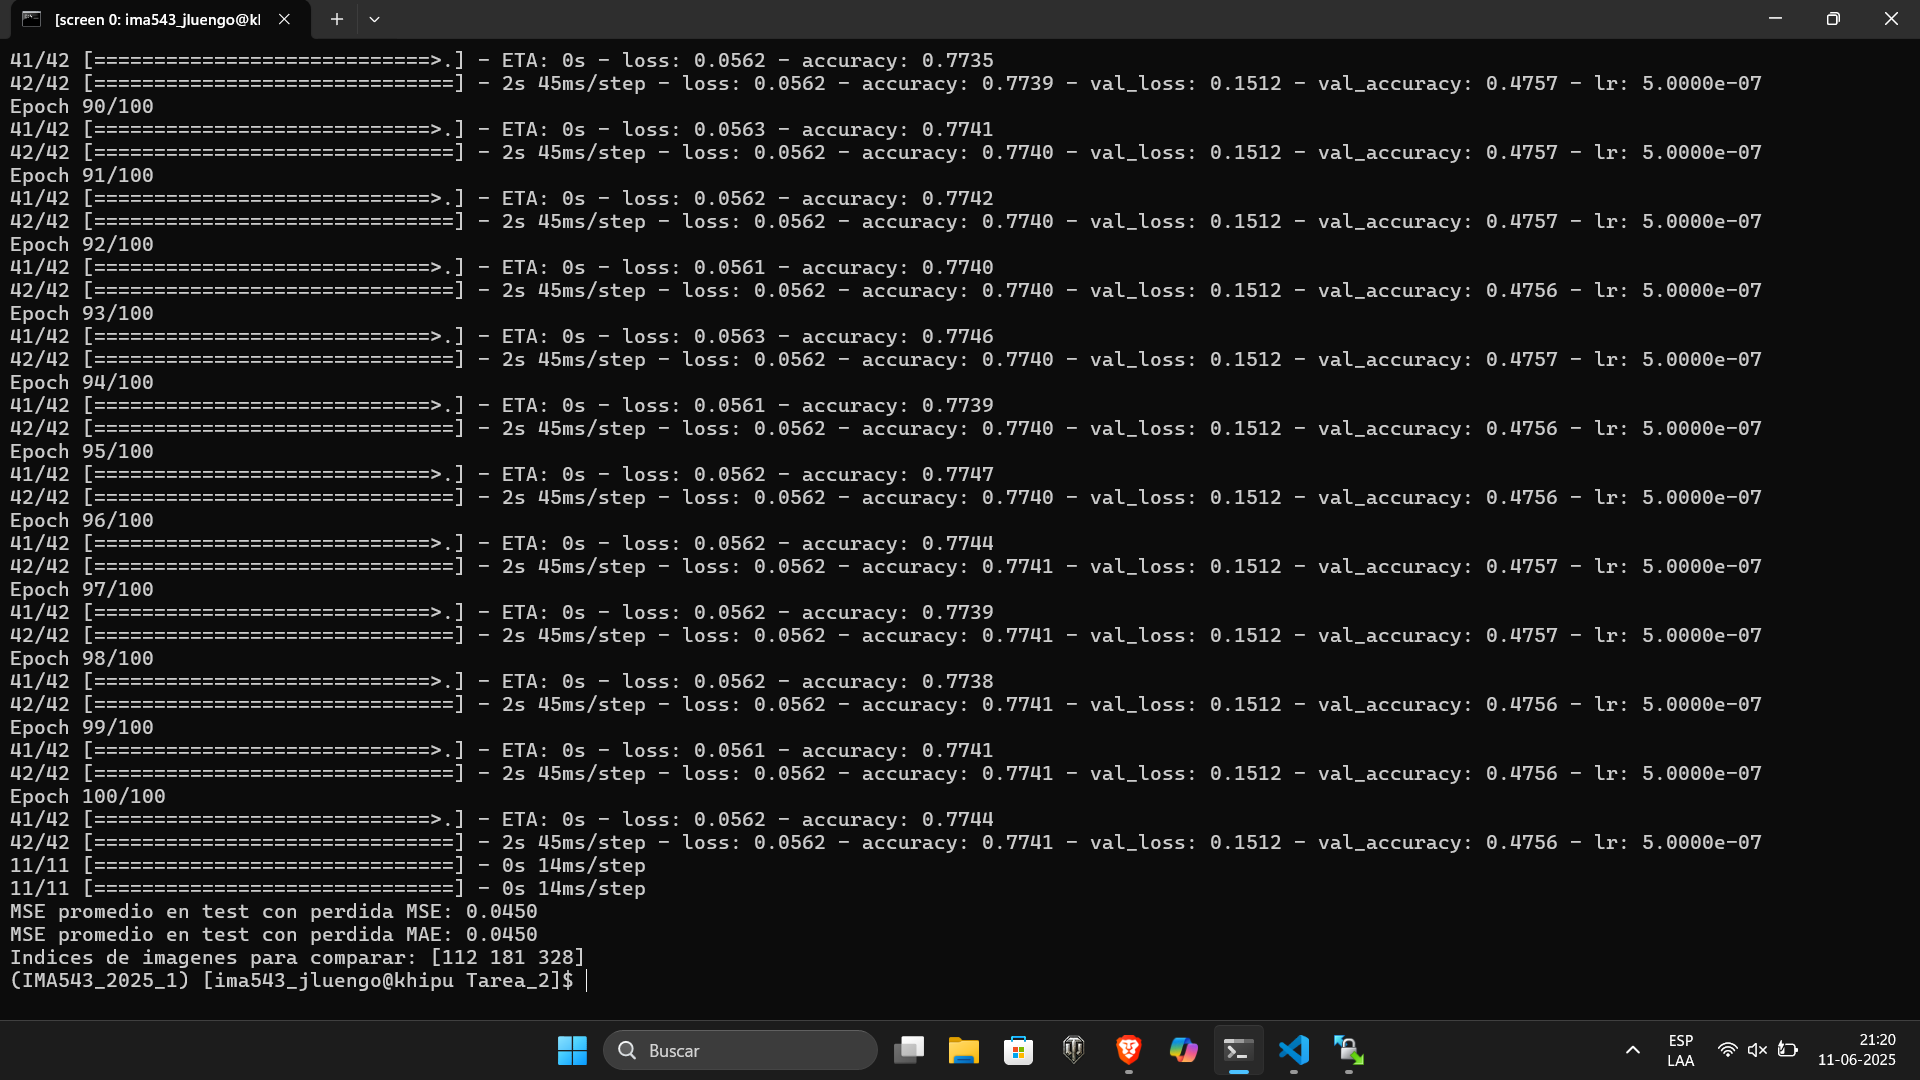 [screen 0: ima543_jluengo@kl
41/42 [============================>.] - ETA: 0s - loss: 0.0562 - accuracy: 0.7735
42/42 [==============================] - 2s 45ms/step - loss: 0.0562 - accuracy: 0.7739 - val_loss: 0.1512 - val_accuracy: 0.4757 - lr: 5.0000e-07
Epoch 90/100
41/42 [============================>.] - ETA: 0s - loss: 0.0563 - accuracy: 0.7741
42/42 [==============================] - 2s 45ms/step - loss: 0.0562 - accuracy: 0.7740 - val_loss: 0.1512 - val_accuracy: 0.4757 - lr: 5.0000e-07
Epoch 91/100
41/42 [============================>.] - ETA: 0s - loss: 0.0562 - accuracy: 0.7742
42/42 [==============================] - 2s 45ms/step - loss: 0.0562 - accuracy: 0.7740 - val_loss: 0.1512 - val_accuracy: 0.4757 - lr: 5.0000e-07
Epoch 92/100
41/42 [============================>.] - ETA: 0s - loss: 0.0561 - accuracy: 0.7740
42/42 [==============================] - 2s 45ms/step - loss: 0.0562 - accuracy: 0.7740 - val_loss: 0.1512 - val_accuracy: 0.4756 - lr: 5.0000e-07
Epoch 93/100
41/42 [============================>.] - ETA: 0s - loss: 0.0563 - accuracy: 0.7746
42/42 [==============================] - 2s 45ms/step - loss: 0.0562 - accuracy: 0.7740 - val_loss: 0.1512 - val_accuracy: 0.4757 - lr: 5.0000e-07
Epoch 94/100
41/42 [============================>.] - ETA: 0s - loss: 0.0561 - accuracy: 0.7739
42/42 [==============================] - 2s 45ms/step - loss: 0.0562 - accuracy: 0.7740 - val_loss: 0.1512 - val_accuracy: 0.4756 - lr: 5.0000e-07
Epoch 95/100
41/42 [============================>.] - ETA: 0s - loss: 0.0562 - accuracy: 0.7747
42/42 [==============================] - 2s 45ms/step - loss: 0.0562 - accuracy: 0.7740 - val_loss: 0.1512 - val_accuracy: 0.4756 - lr: 5.0000e-07
Epoch 96/100
41/42 [============================>.] - ETA: 0s - loss: 0.0562 - accuracy: 0.7744
42/42 [==============================] - 2s 45ms/step - loss: 0.0562 - accuracy: 0.7741 - val_loss: 0.1512 - val_accuracy: 0.4757 - lr: 5.0000e-07
Epoch 97/100
41/42 [============================>.] - ETA: 0s - loss: 0.0562 - accuracy: 0.7739
42/42 [==============================] - 2s 45ms/step - loss: 0.0562 - accuracy: 0.7741 - val_loss: 0.1512 - val_accuracy: 0.4757 - lr: 5.0000e-07
Epoch 98/100
41/42 [============================>.] - ETA: 0s - loss: 0.0562 - accuracy: 0.7738
42/42 [==============================] - 2s 45ms/step - loss: 0.0562 - accuracy: 0.7741 - val_loss: 0.1512 - val_accuracy: 0.4756 - lr: 5.0000e-07
Epoch 99/100
41/42 [============================>.] - ETA: 0s - loss: 0.0561 - accuracy: 0.7741
42/42 [==============================] - 2s 45ms/step - loss: 0.0562 - accuracy: 0.7741 - val_loss: 0.1512 - val_accuracy: 0.4756 - lr: 5.0000e-07
Epoch 100/100
41/42 [============================>.] - ETA: 0s - loss: 0.0562 - accuracy: 0.7744
42/42 [==============================] - 2s 45ms/step - loss: 0.0562 - accuracy: 0.7741 - val_loss: 0.1512 - val_accuracy: 0.4756 - lr: 5.0000e-07
11/11 [==============================] - 0s 14ms/step
11/11 [==============================] - 0s 14ms/step
MSE promedio en test con perdida MSE: 0.0450
MSE promedio en test con perdida MAE: 0.0450
Indices de imagenes para comparar: [112 181 328]
(IMA543_2025_1) [ima543_jluengo@khipu Tarea_2]$
Buscar
ESP
LAA
21:20
11-06-2025